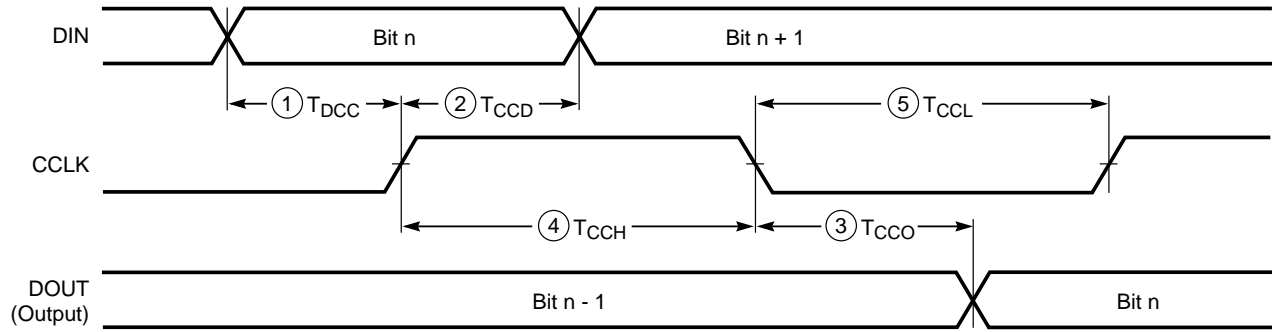 DIN
Bit n
Bit n + 1
1 TDCC
2 TCCD
5 TCCL
CCLK
4 TCCH
3 TCCO
DOUT
(Output)
Bit n - 1
Bit n